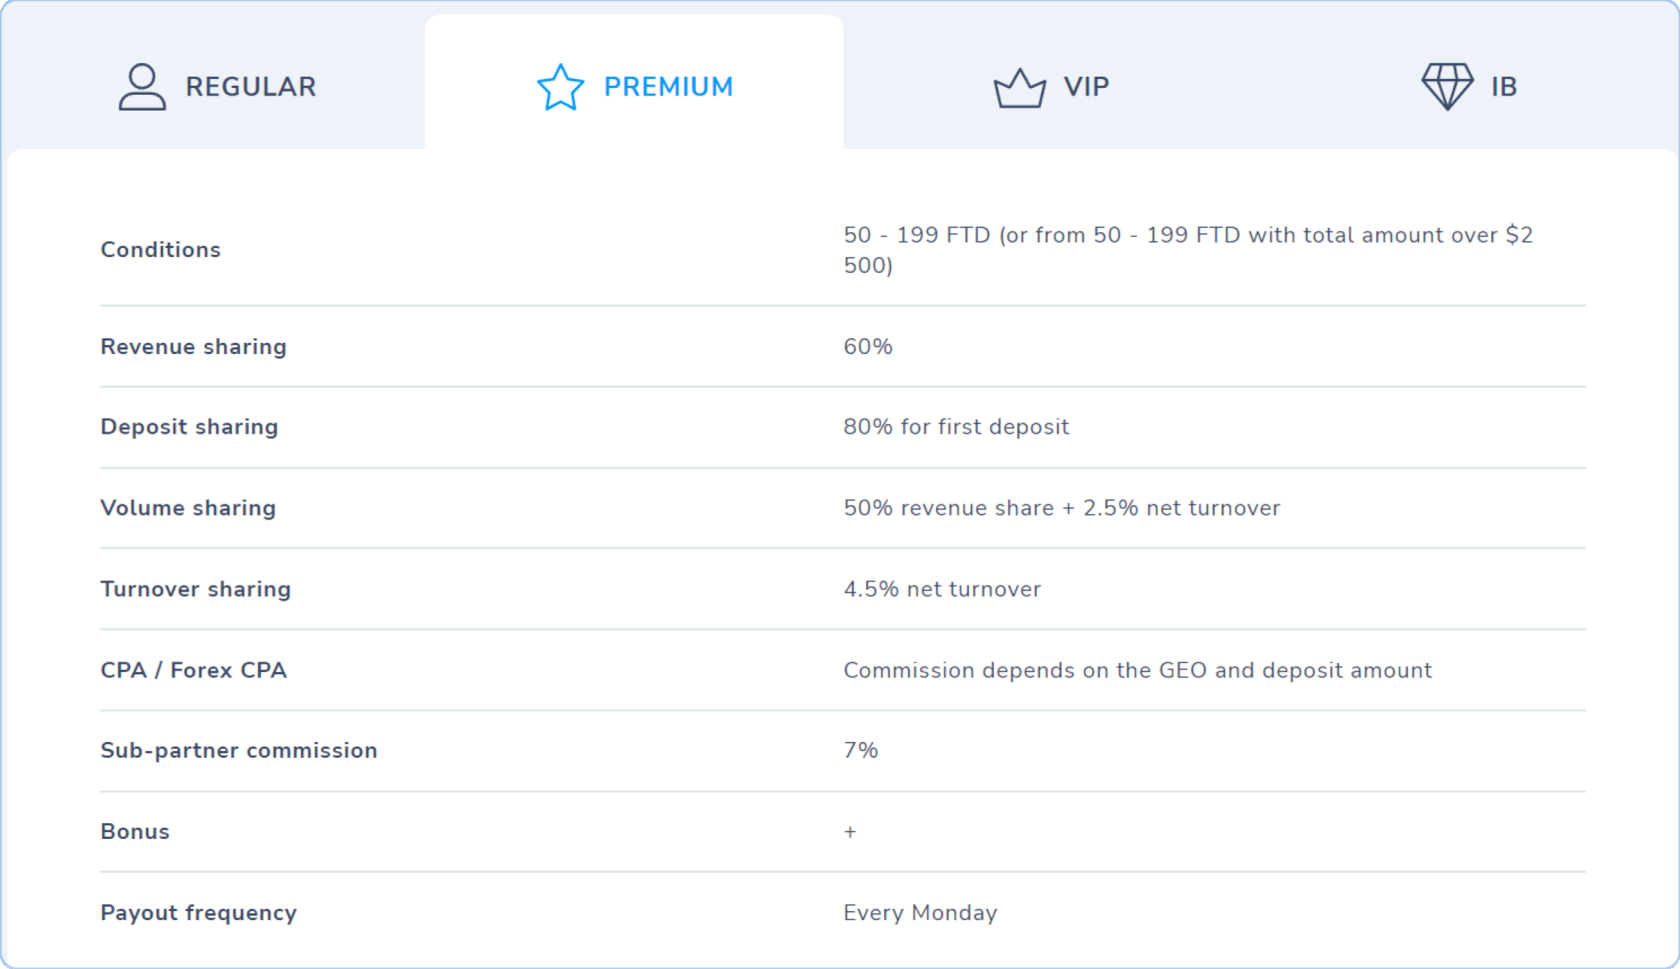 REGULAR
PREMIUM
VIP
IB
Conditions
50 - 199 FTD (or from 50 - 199 FTD with total amount over $2
500)
Revenue sharing
60%
Deposit sharing
80% for first deposit
Volume sharing
50% revenue share + 2.5% net turnover
Turnover sharing
4.5% net turnover
CPA / Forex CPA
Commission depends on the GEO and deposit amount
Sub-partner commission
7%
Bonus
+
Payout frequency
Every Monday